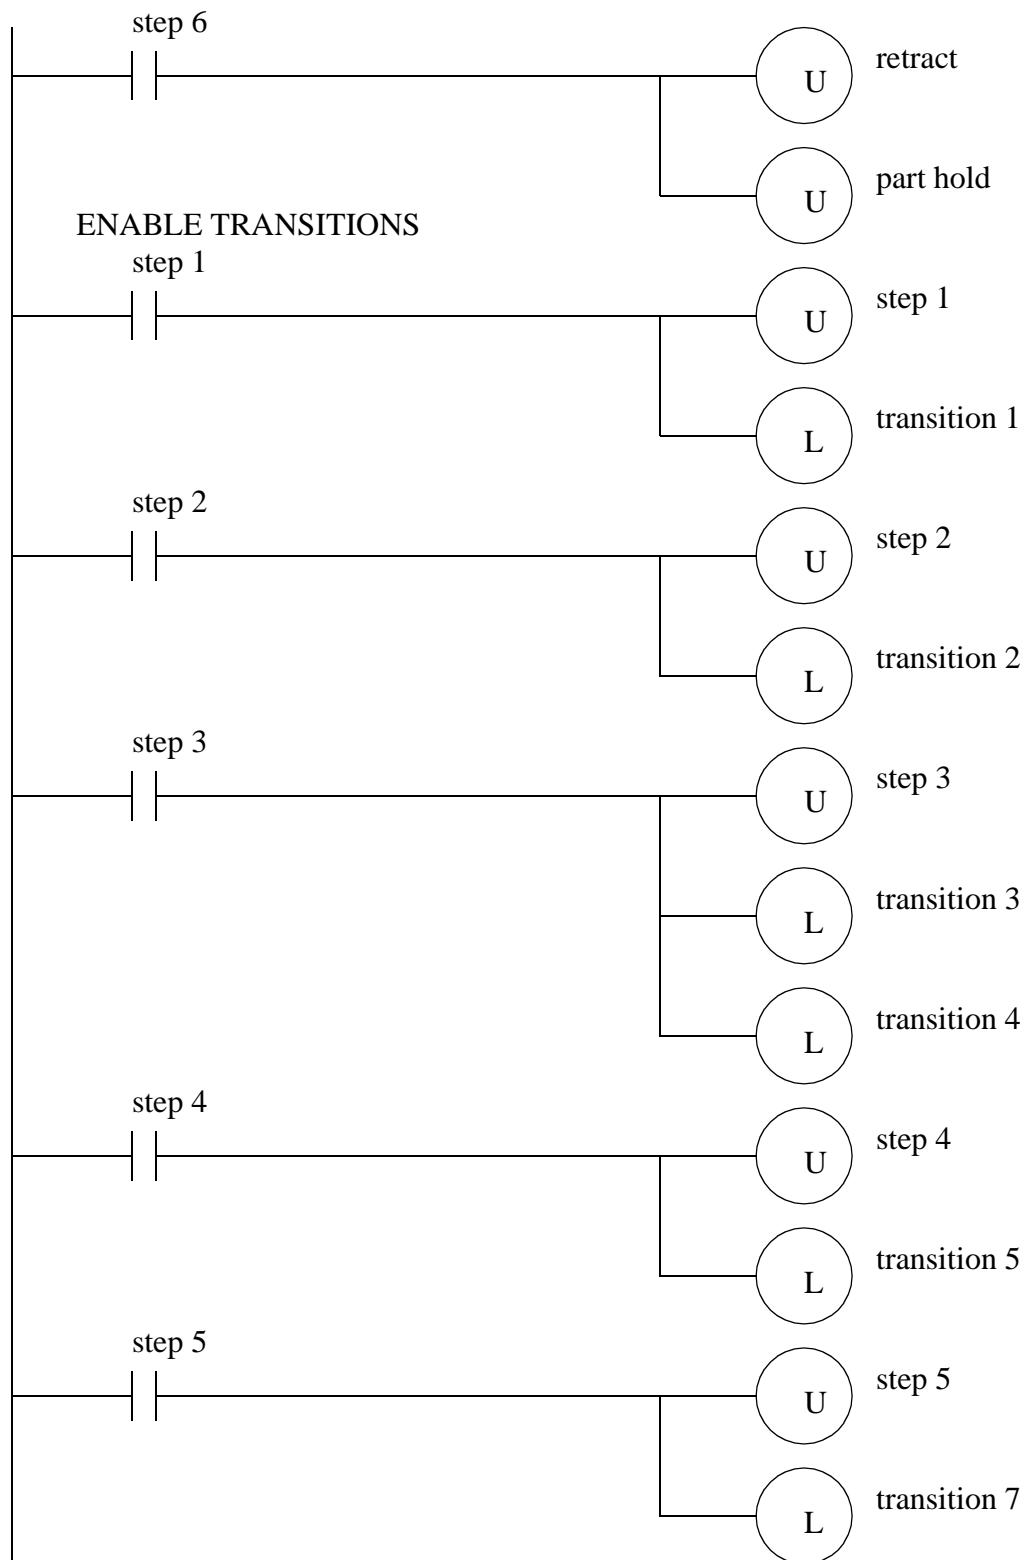 step 6
U retract
U part hold
ENABLE TRANSITIONS
step 1
U step 1
L transition 1
step 2
U step 2
L transition 2
step 3
U step 3
L transition 3
L transition 4
step 4
U step 4
L transition 5
step 5
U step 5
L transition 7